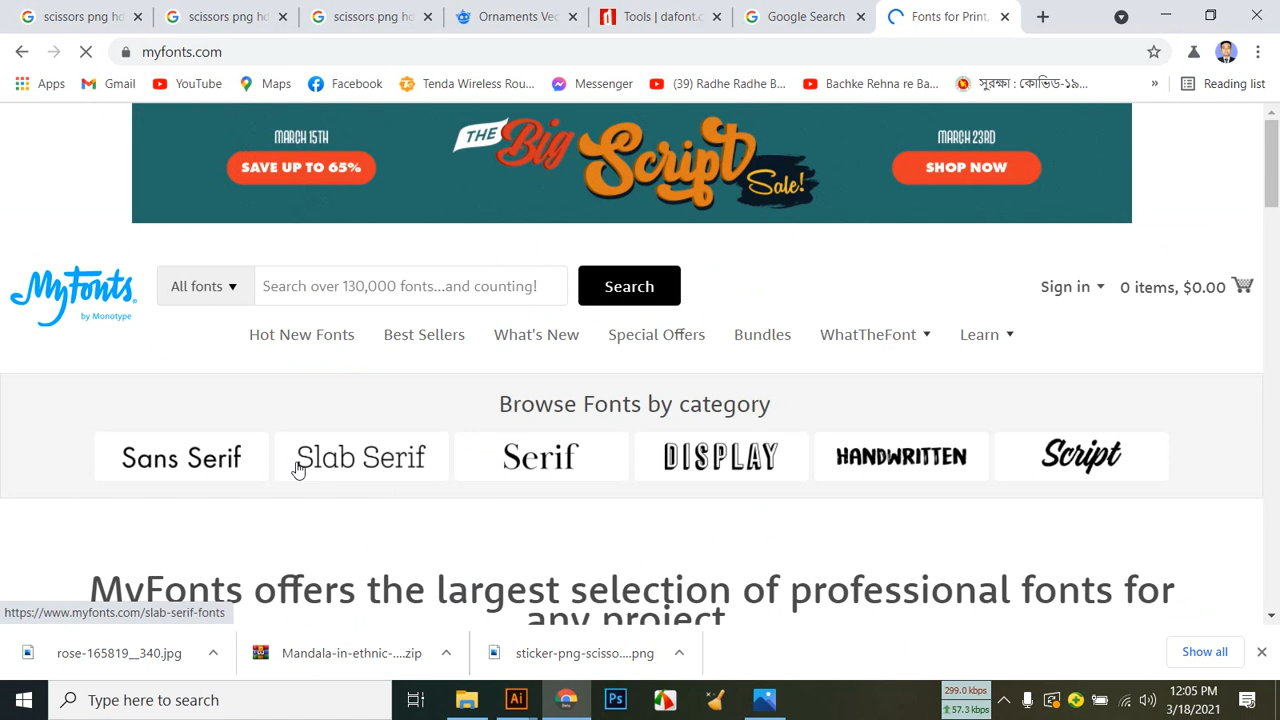 scissors png hd
scissors png hd
scissors png hd
Ornaments Vec
Tools | dafont.c
Google Search
Fonts for Print,
myfonts.com
Apps
Gmail
YouTube
Maps
Facebook
Tenda Wireless Rou...
Messenger
(39) Radhe Radhe B...
Bachke Rehna re Ba...
সুরক্ষা : কোভিড-১৯...
»
Reading list
MARCH 15TH
SAVE UP TO 65%
THE Big Script Sale!
MARCH 23RD
SHOP NOW
MyFonts
by Monotype
All fonts
Search over 130,000 fonts...and counting!
Search
Sign in
0 items, $0.00
Hot New Fonts
Best Sellers
What's New
Special Offers
Bundles
WhatTheFont
Learn
Browse Fonts by category
Sans Serif
Slab Serif
Serif
DISPLAY
HANDWRITTEN
Script
MyFonts offers the largest selection of professional fonts for
any project
https://www.myfonts.com/slab-serif-fonts
rose-165819__340.jpg
Mandala-in-ethnic-....zip
sticker-png-scisso....png
Show all
Type here to search
Ai
Ps
299.0 kbps
57.3 kbps
12:05 PM
3/18/2021